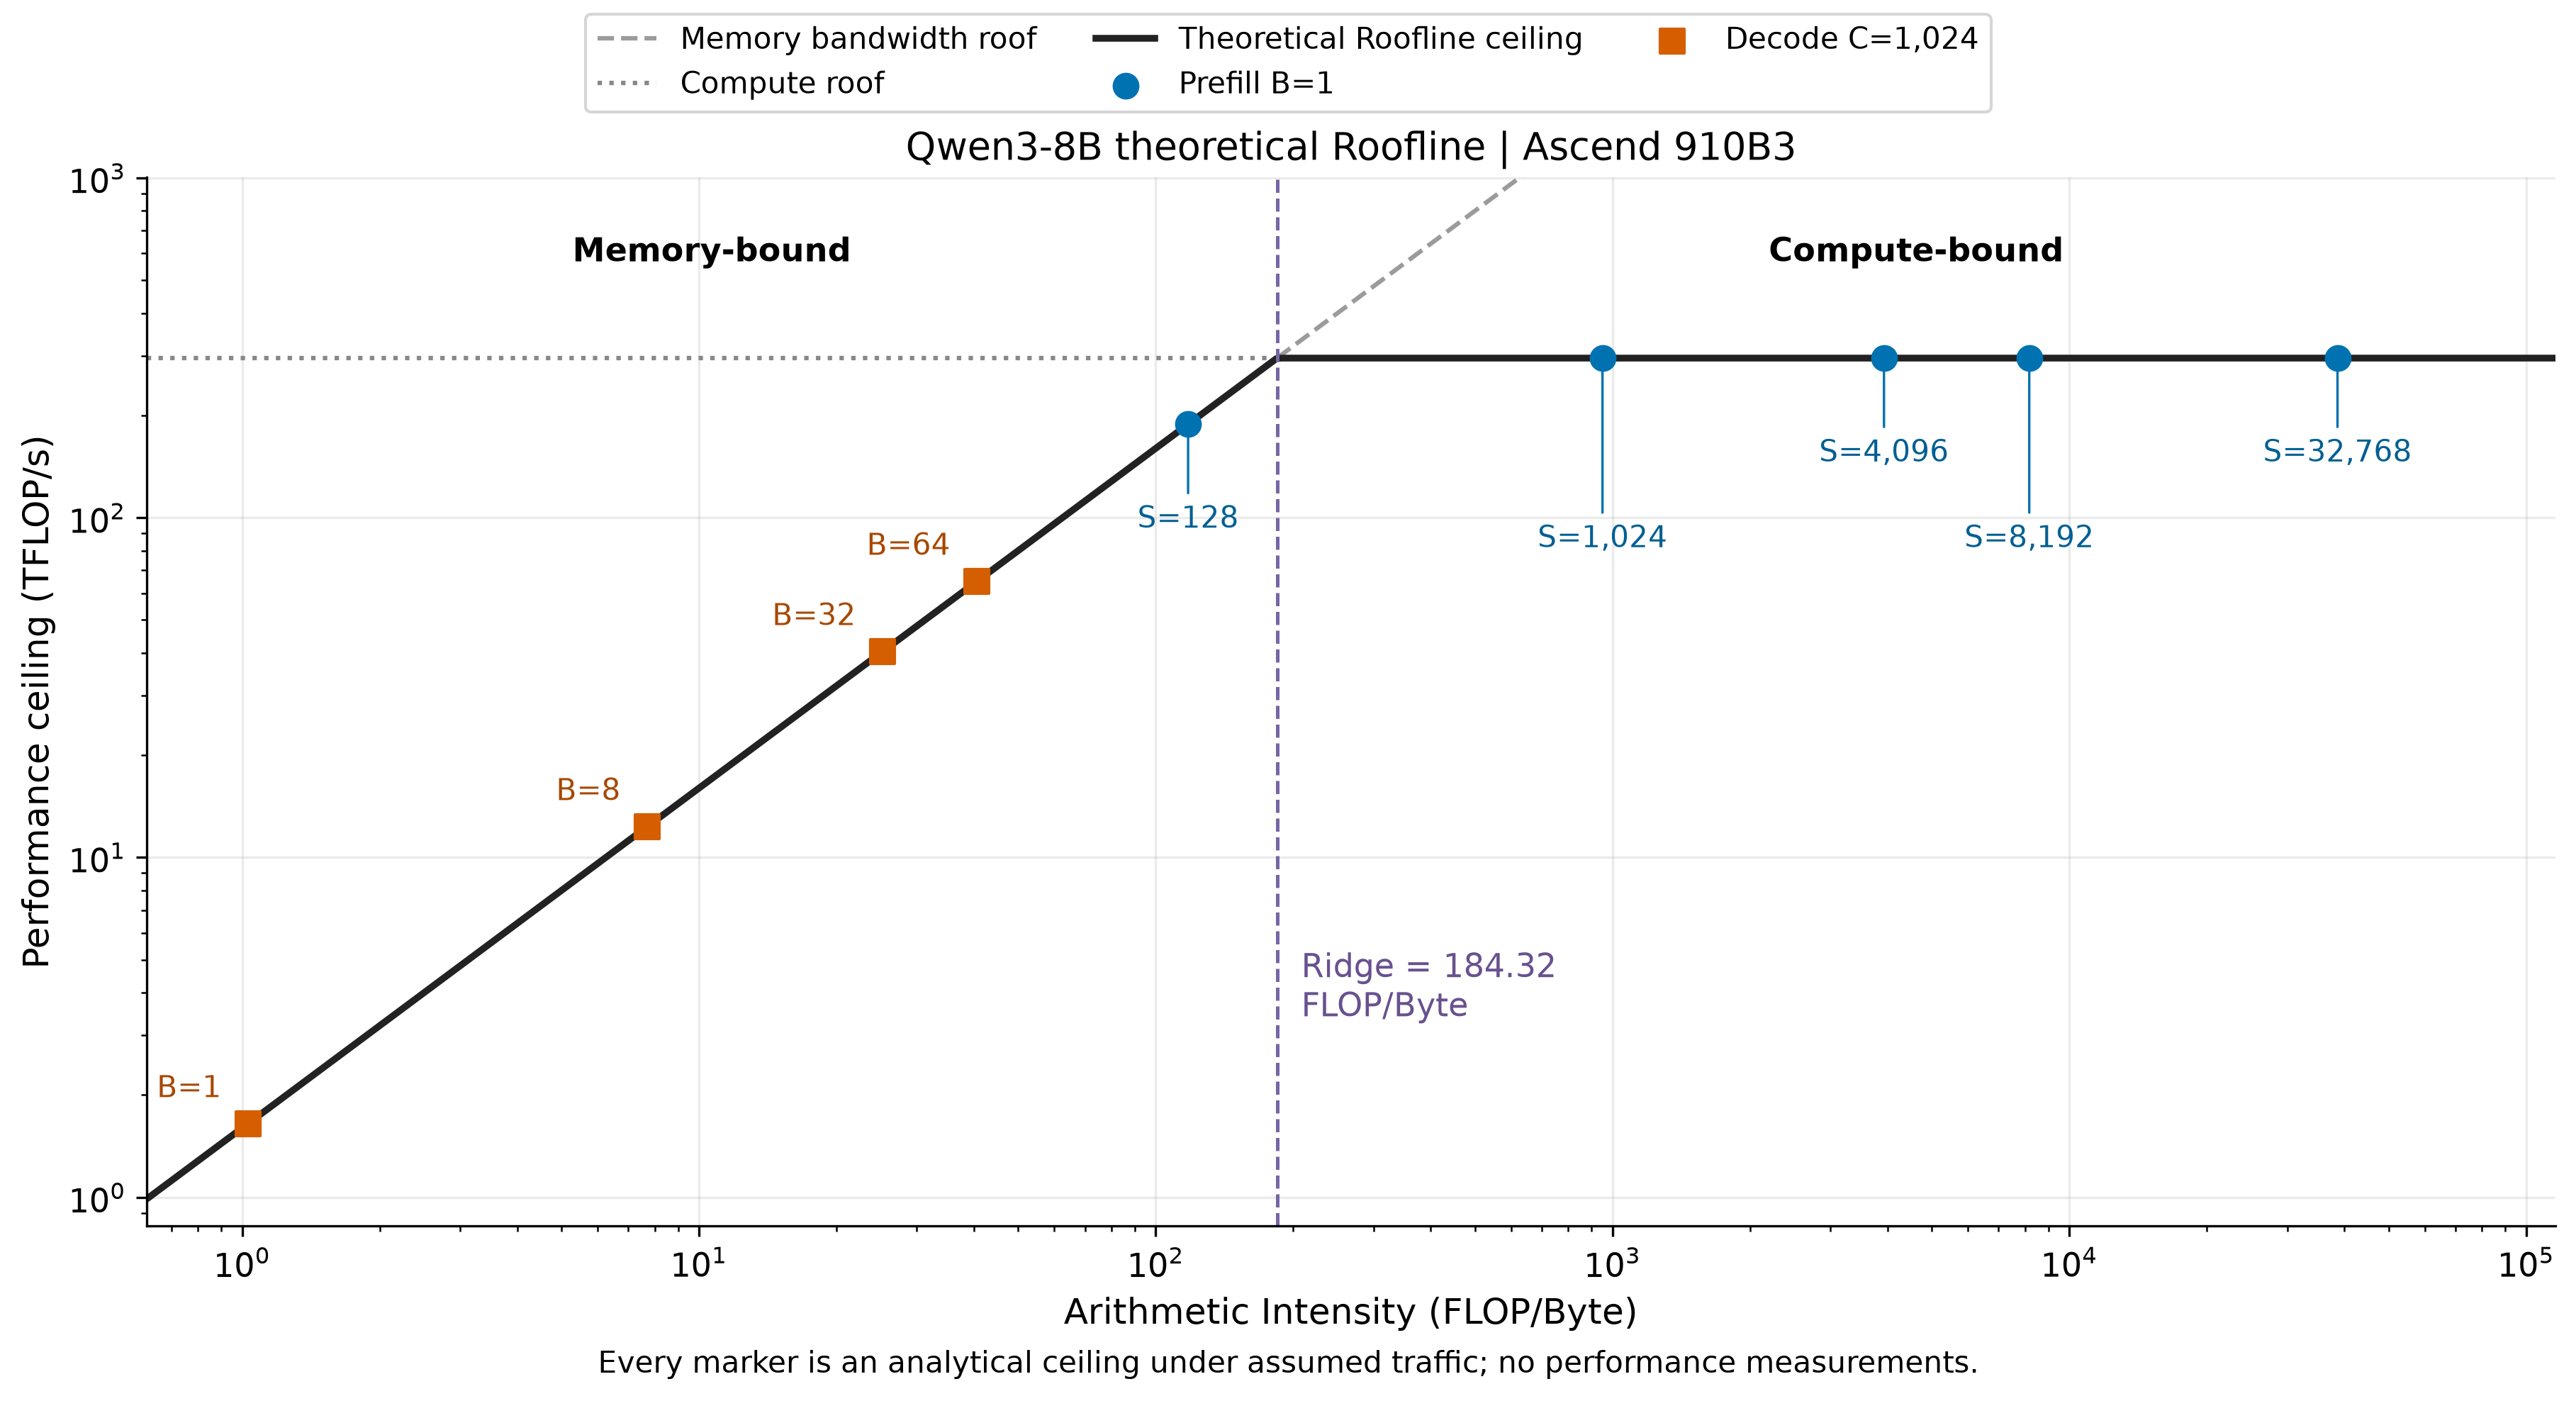 Memory bandwidth roof
Compute roof
Theoretical Roofline ceiling
Prefill B=1
Decode C=1,024
Qwen3-8B theoretical Roofline | Ascend 910B3
Memory-bound
Compute-bound
Performance ceiling (TFLOP/s)
10³
10²
10¹
10⁰
S=128
S=1,024
S=4,096
S=8,192
S=32,768
B=64
B=32
B=8
B=1
Ridge = 184.32
FLOP/Byte
10⁰
10¹
10²
10³
10⁴
10⁵
Arithmetic Intensity (FLOP/Byte)
Every marker is an analytical ceiling under assumed traffic; no performance measurements.